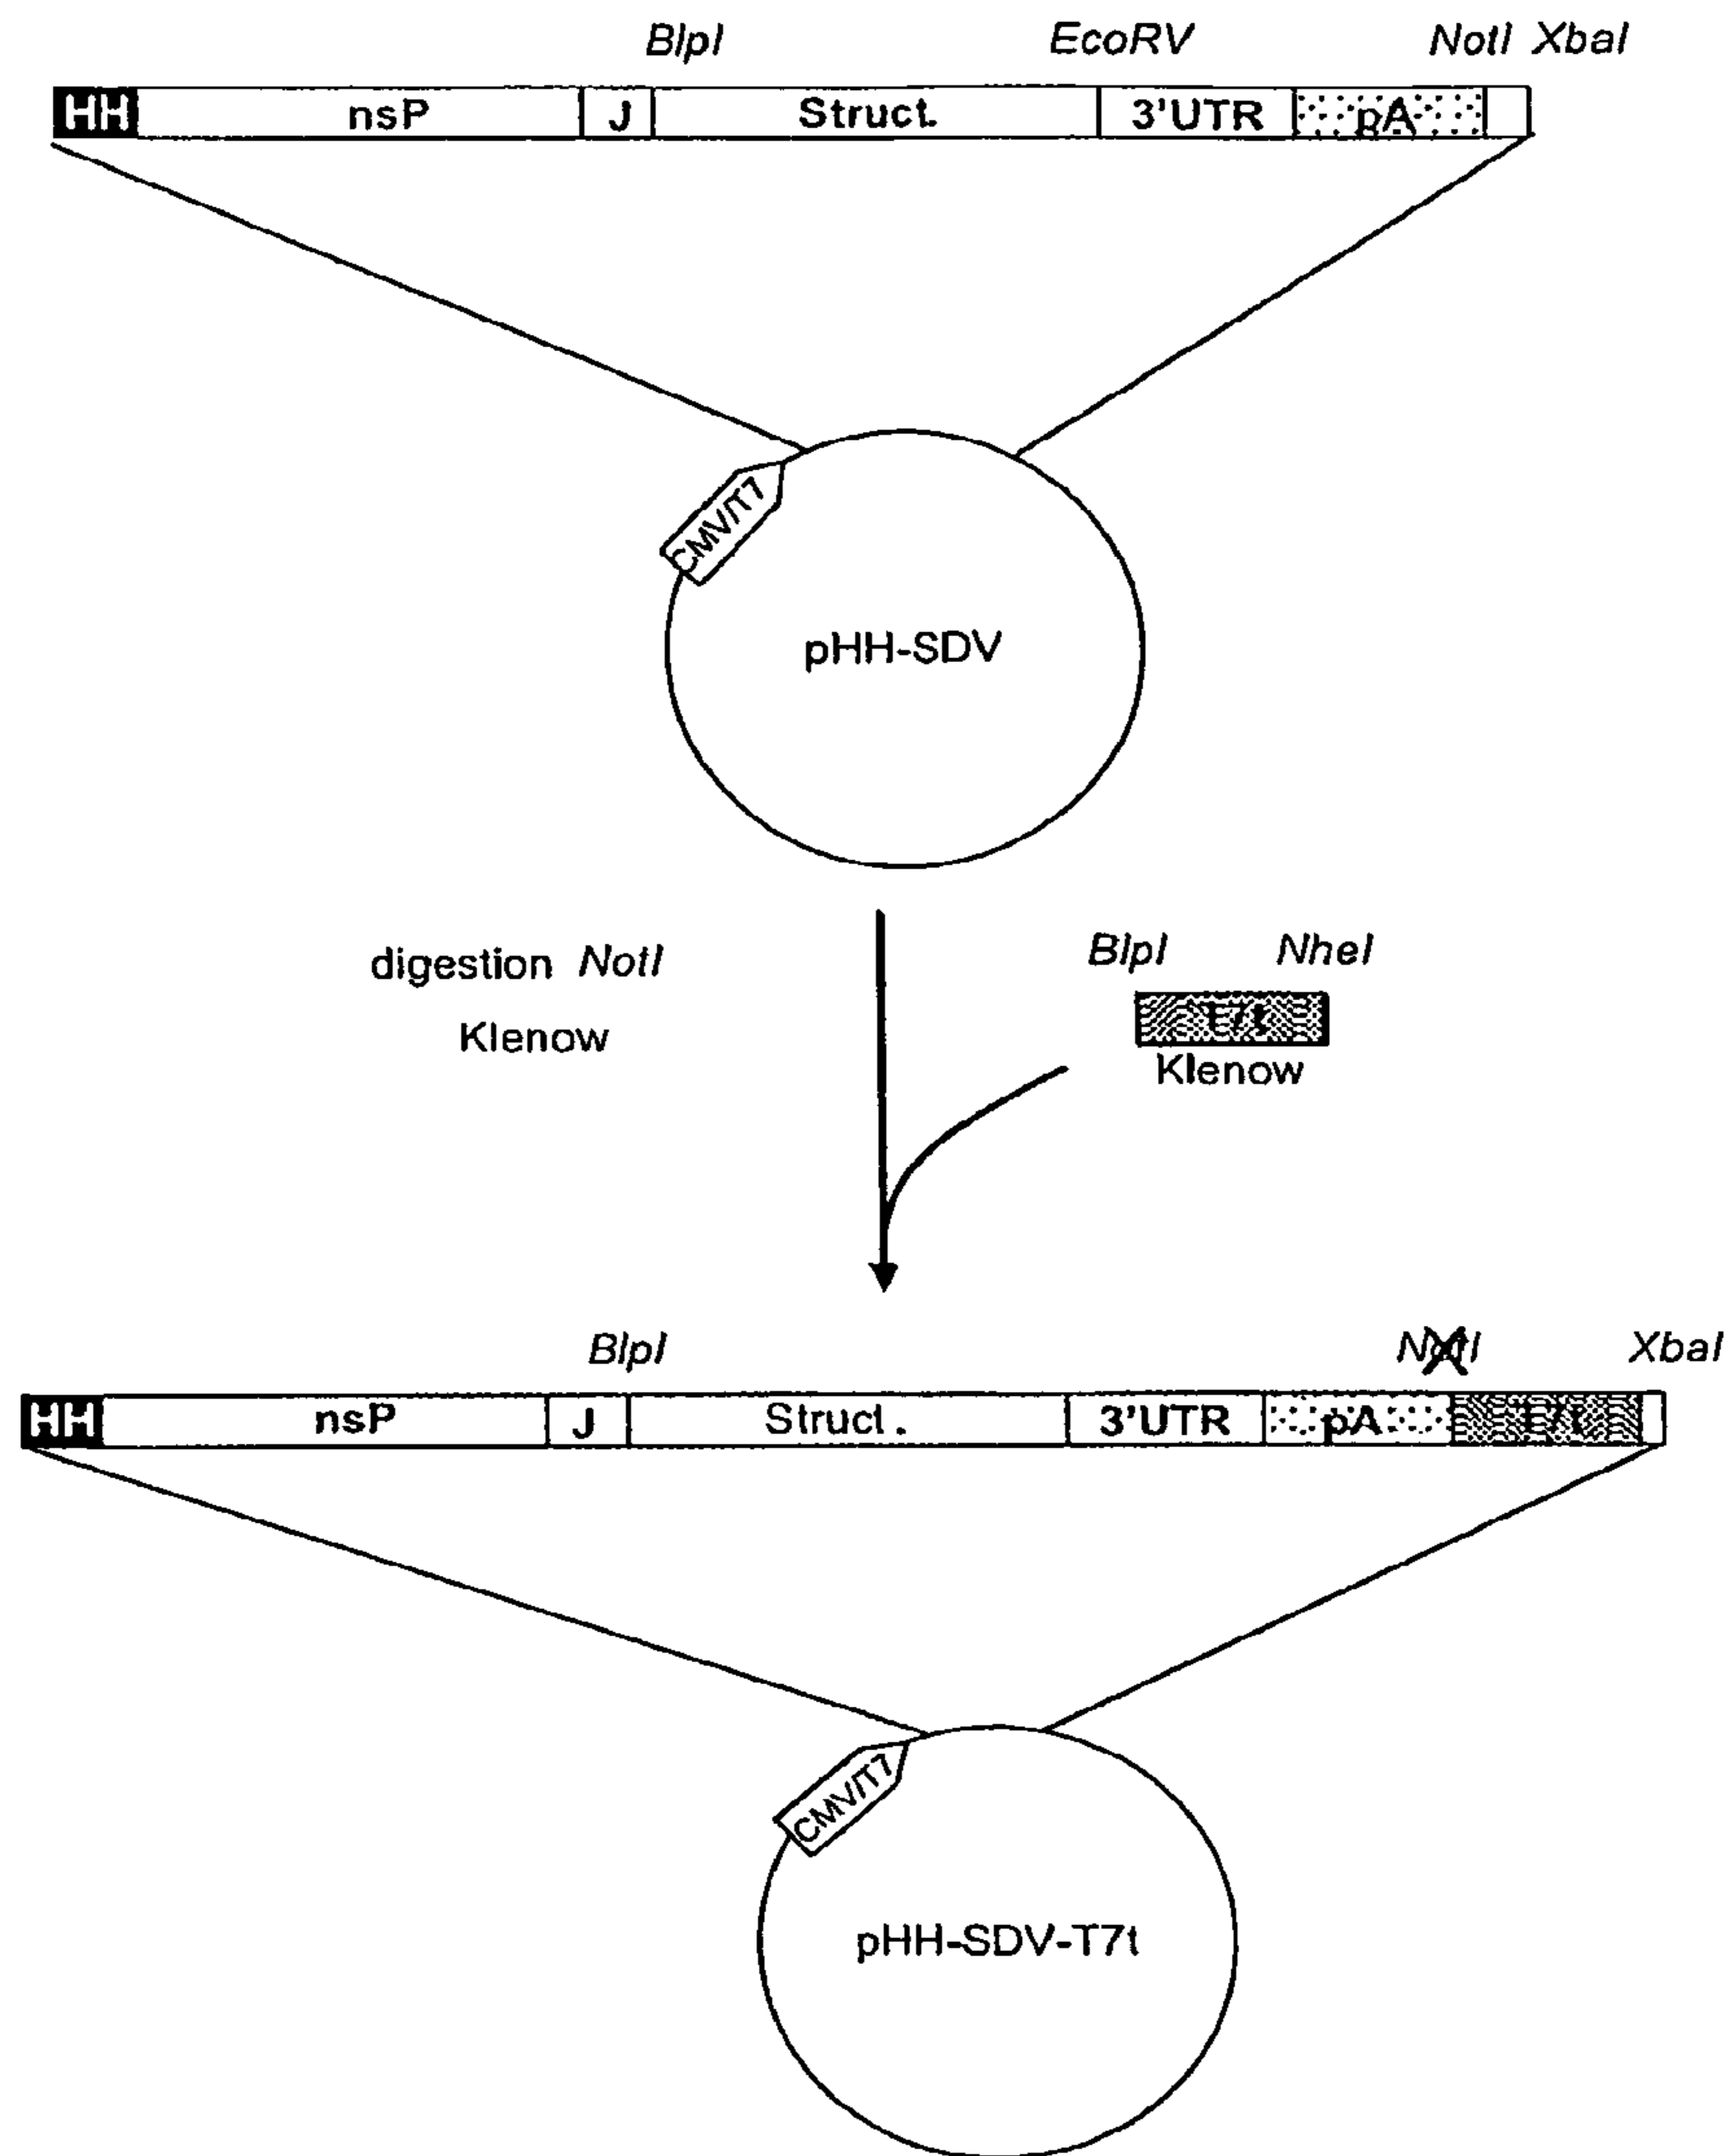 BlpI EcoRV NotI XbaI
HH nsP J Struct. 3'UTR pA
CMV/T7
pHH-SDV
digestion NotI
Klenow
BlpI NheI
T7t
Klenow
BlpI NotI XbaI
HH nsP J Struct. 3'UTR pA T7t
CMV/T7
pHH-SDV-T7t